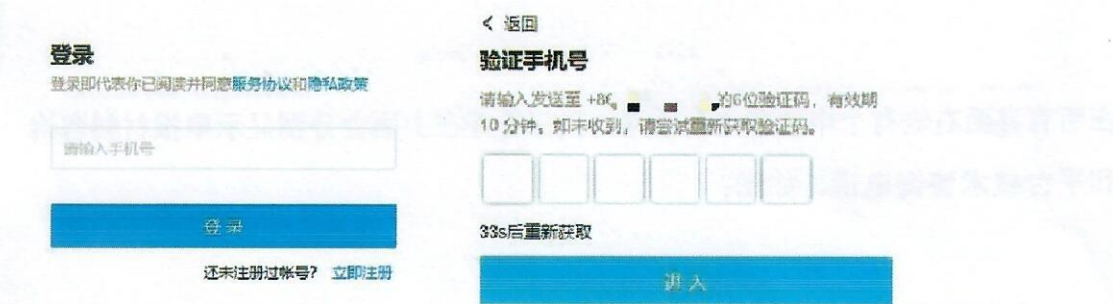 登录
登录即代表你已阅读并同意服务协议和隐私政策
请输入手机号
登录
还未注册过帐号？ 立即注册
< 返回
验证手机号
请输入发送至 +86 的6位验证码，有效期
10 分钟。如未收到，请尝试重新获取验证码。
33s后重新获取
进入